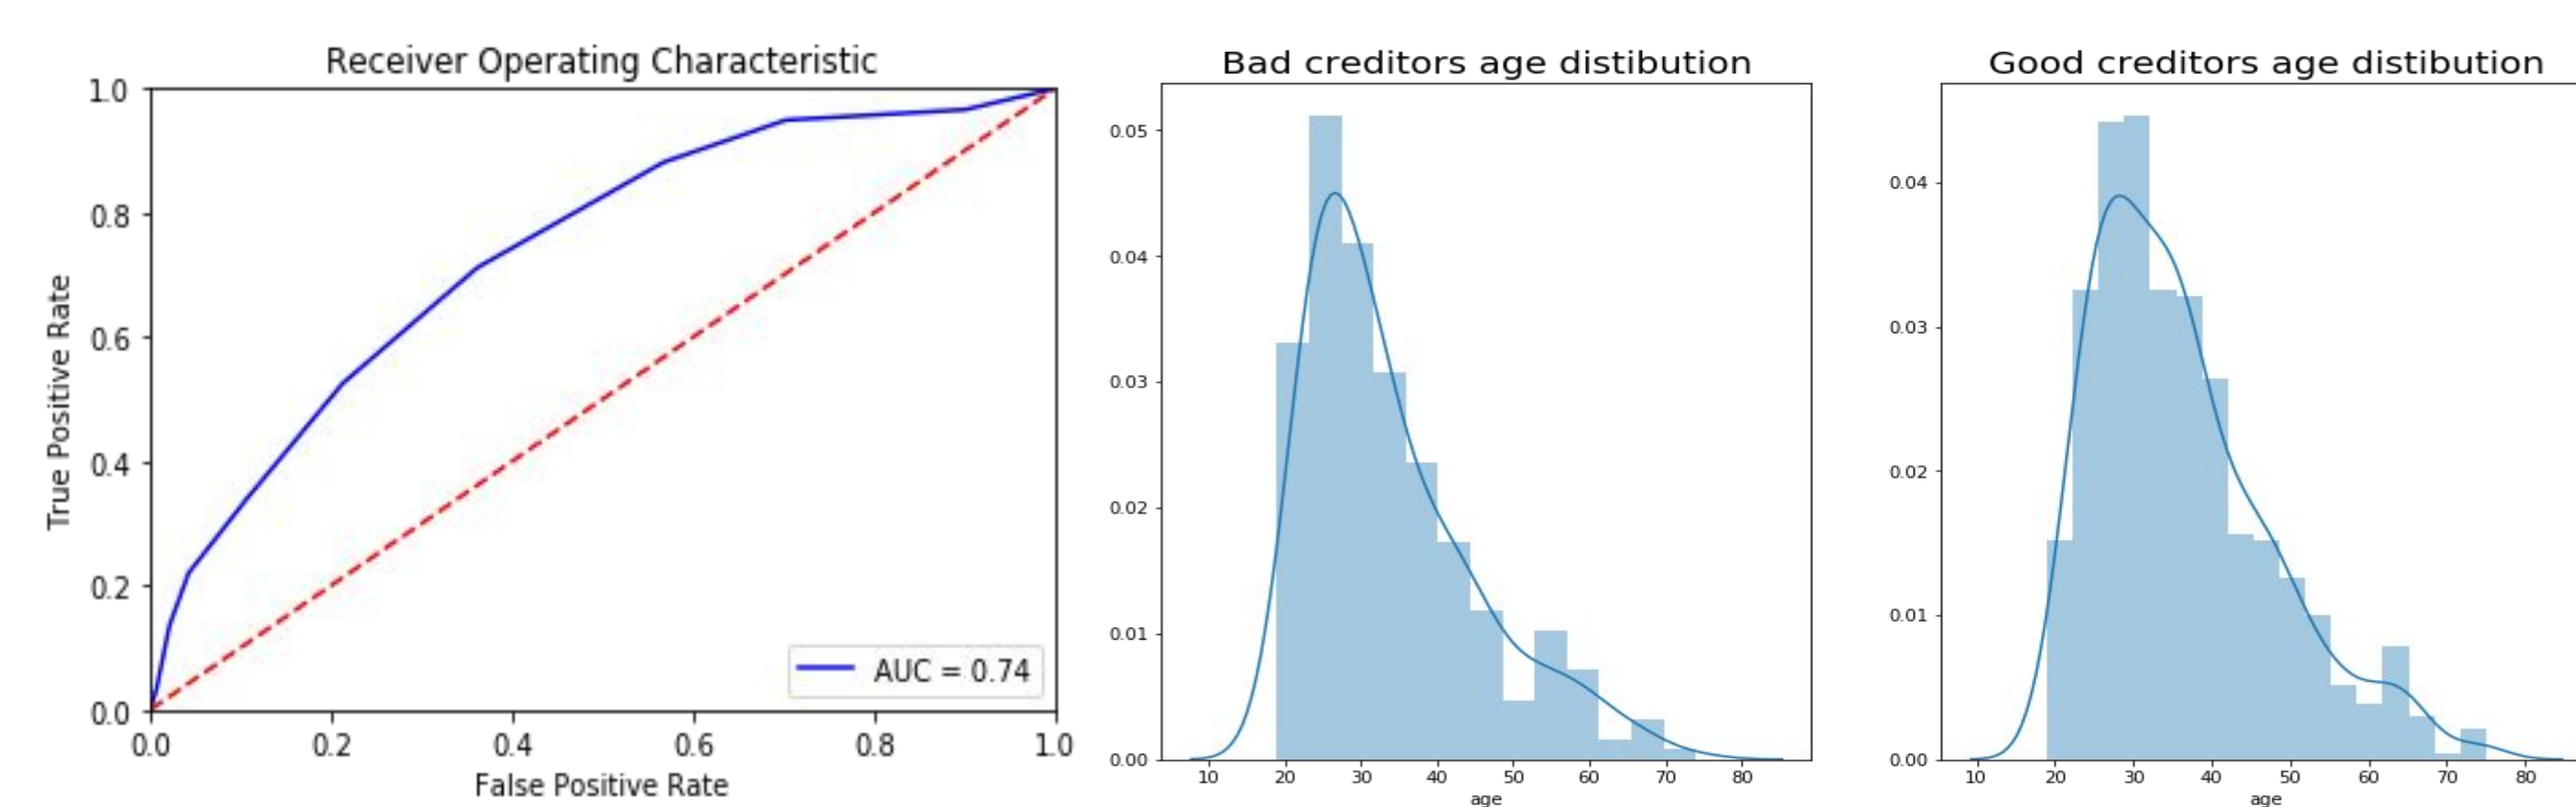 Receiver Operating Characteristic
1.0
0.8
0.6
0.4
0.2
0.0
True Positive Rate
AUC = 0.74
0.0 0.2 0.4 0.6 0.8 1.0
False Positive Rate
Bad creditors age distibution
0.05
0.04
0.03
0.02
0.01
0.00
10 20 30 40 50 60 70 80
age
Good creditors age distibution
0.04
0.03
0.02
0.01
0.00
10 20 30 40 50 60 70 80
age